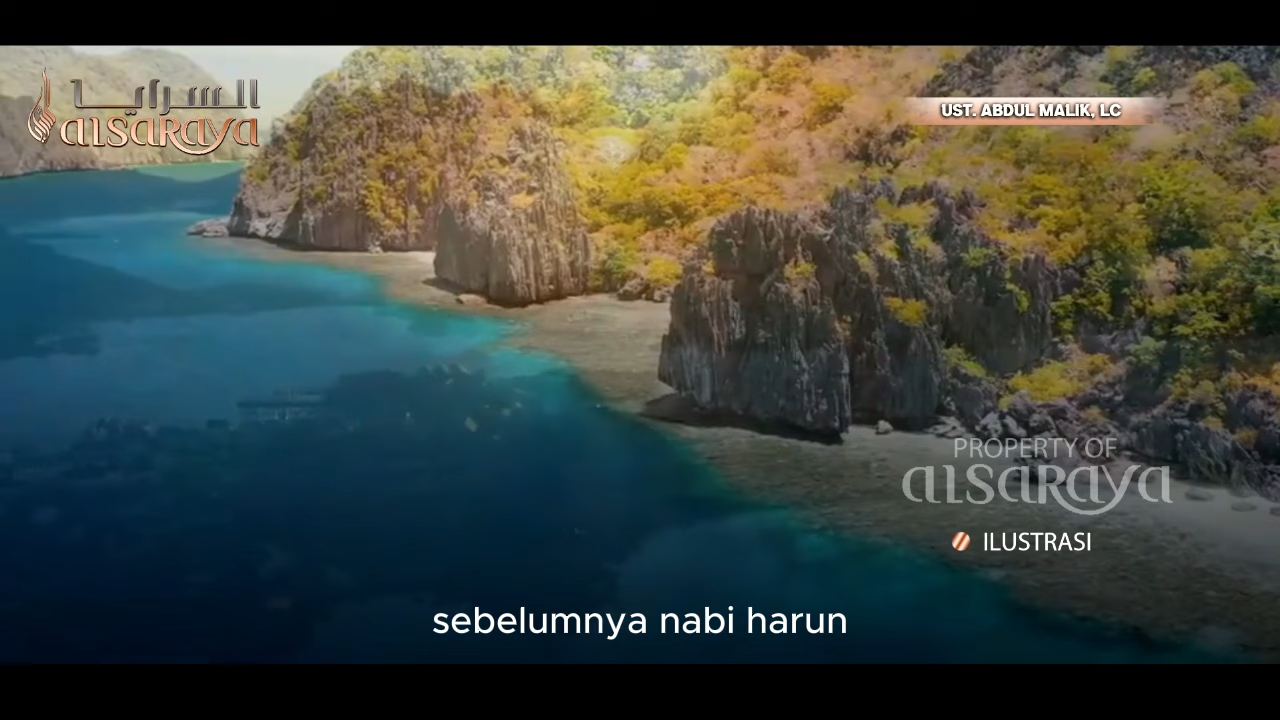 السرايا
alsaraya
UST. ABDUL MALIK, LC
PROPERTY OF
alsaraya
ILUSTRASI
sebelumnya nabi harun